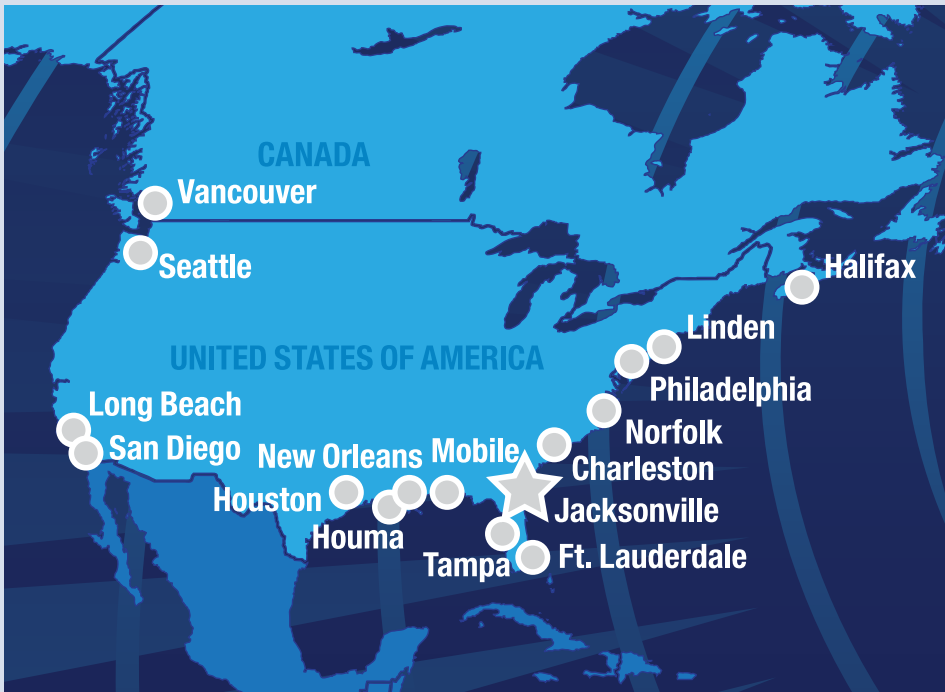 CANADA
Vancouver
Seattle
Halifax
Linden
UNITED STATES OF AMERICA
Philadelphia
Long Beach
Norfolk
San Diego
New Orleans
Mobile
Charleston
Houston
Jacksonville
Houma
Tampa
Ft. Lauderdale